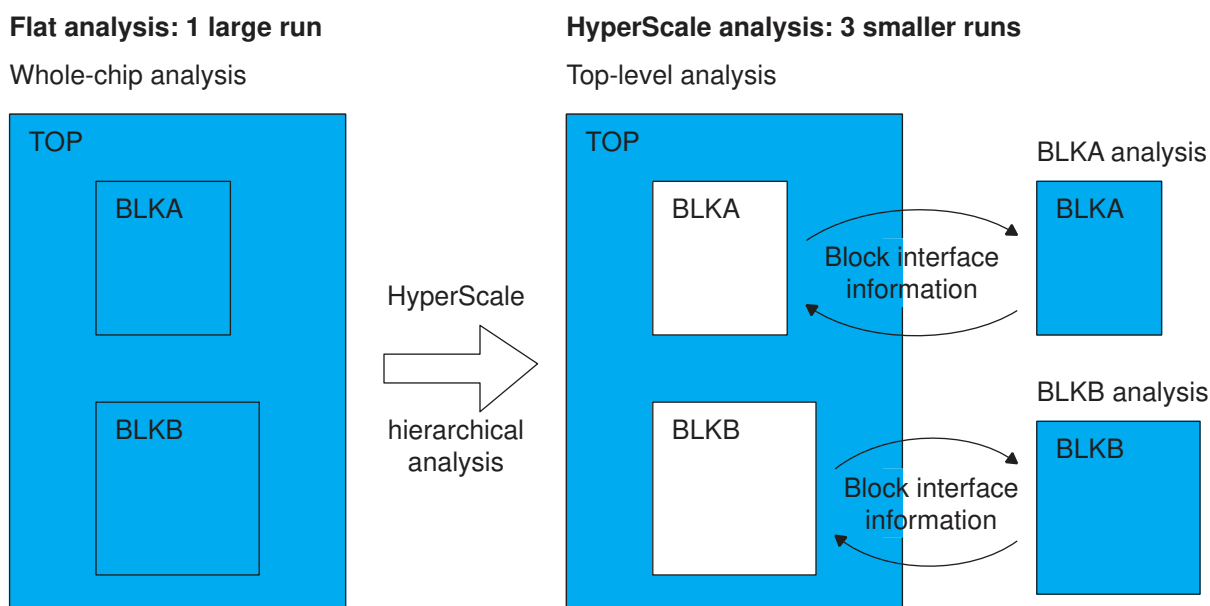 Flat analysis: 1 large run
Whole-chip analysis
TOP
BLKA
BLKB
HyperScale
hierarchical
analysis
HyperScale analysis: 3 smaller runs
Top-level analysis
TOP
BLKA
Block interface
information
BLKA analysis
BLKA
BLKB
Block interface
information
BLKB analysis
BLKB